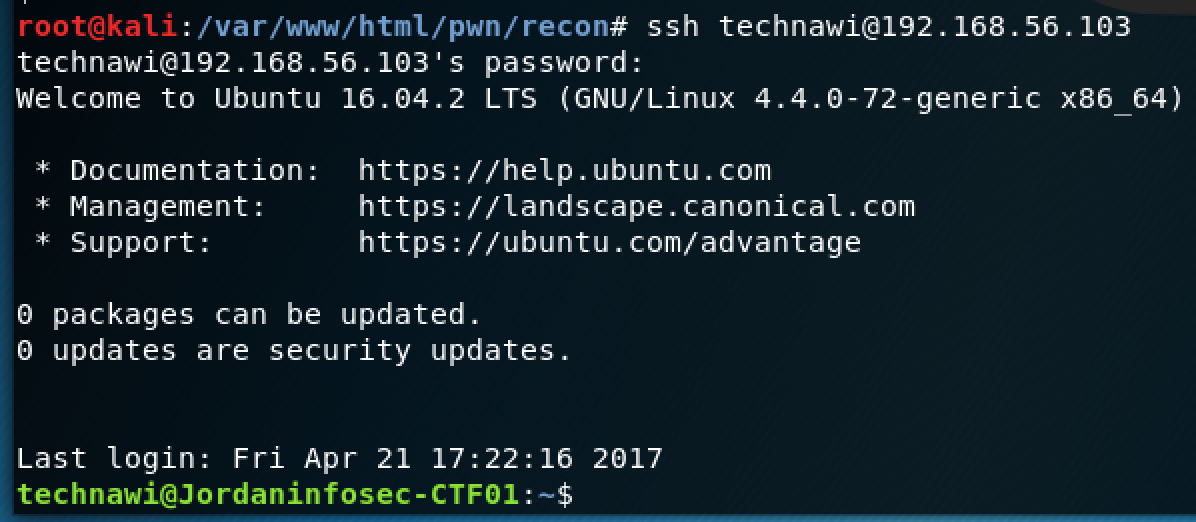 root@kali:/var/www/html/pwn/recon# ssh technawi@192.168.56.103
technawi@192.168.56.103's password:
Welcome to Ubuntu 16.04.2 LTS (GNU/Linux 4.4.0-72-generic x86_64)
 * Documentation:  https://help.ubuntu.com
 * Management:     https://landscape.canonical.com
 * Support:        https://ubuntu.com/advantage
0 packages can be updated.
0 updates are security updates.
Last login: Fri Apr 21 17:22:16 2017
technawi@Jordaninfosec-CTF01:~$